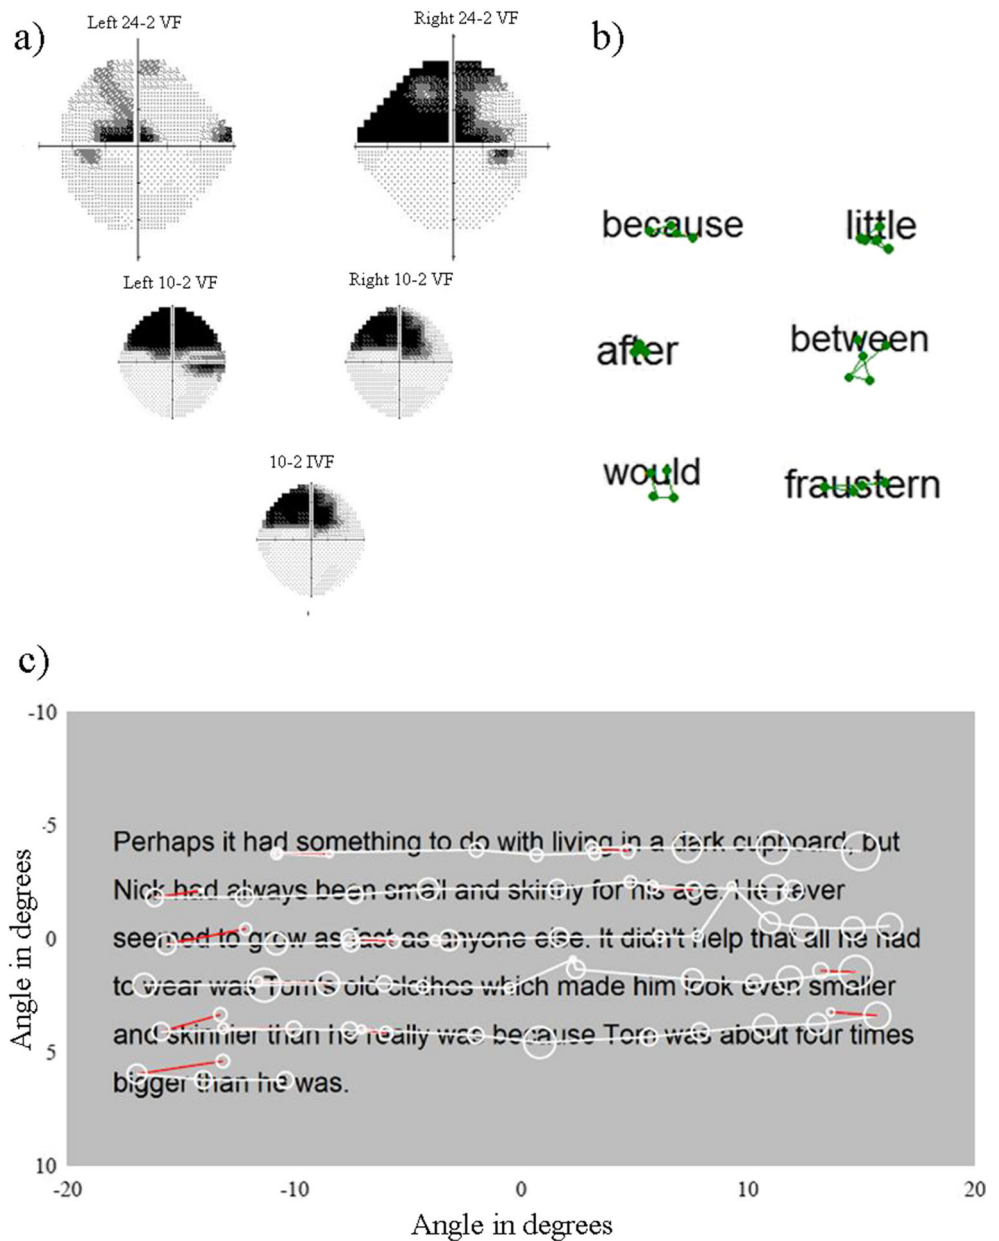 a)
Left 24-2 VF
Right 24-2 VF
b)
Left 10-2 VF
Right 10-2 VF
10-2 IVF
because
little
after
between
would
fraustern
c)
-10
-5
0
5
10
Angle in degrees
Perhaps it had something to do with living in a dark cupboard, but
Nick had always been small and skinny for his age. He never
seemed to grow as fast as anyone else. It didn't help that all he had
to wear was Tom's old clothes which made him look even smaller
and skinnier than he really was because Tom was about four times
bigger than he was.
-20
-10
0
10
20
Angle in degrees